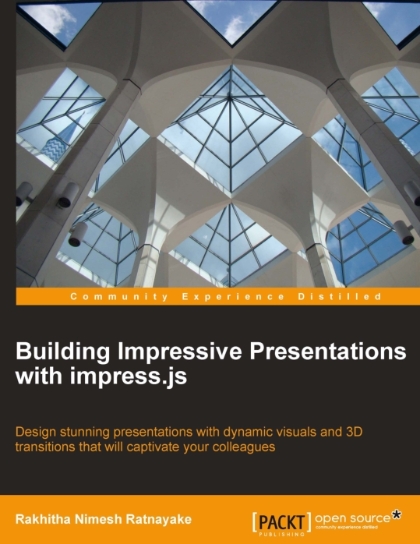 Community Experience Distilled
Building Impressive Presentations
with impress.js
Design stunning presentations with dynamic visuals and 3D
transitions that will captivate your colleagues
Rakhitha Nimesh Ratnayake
[PACKT]
PUBLISHING
open source*
community experience distilled